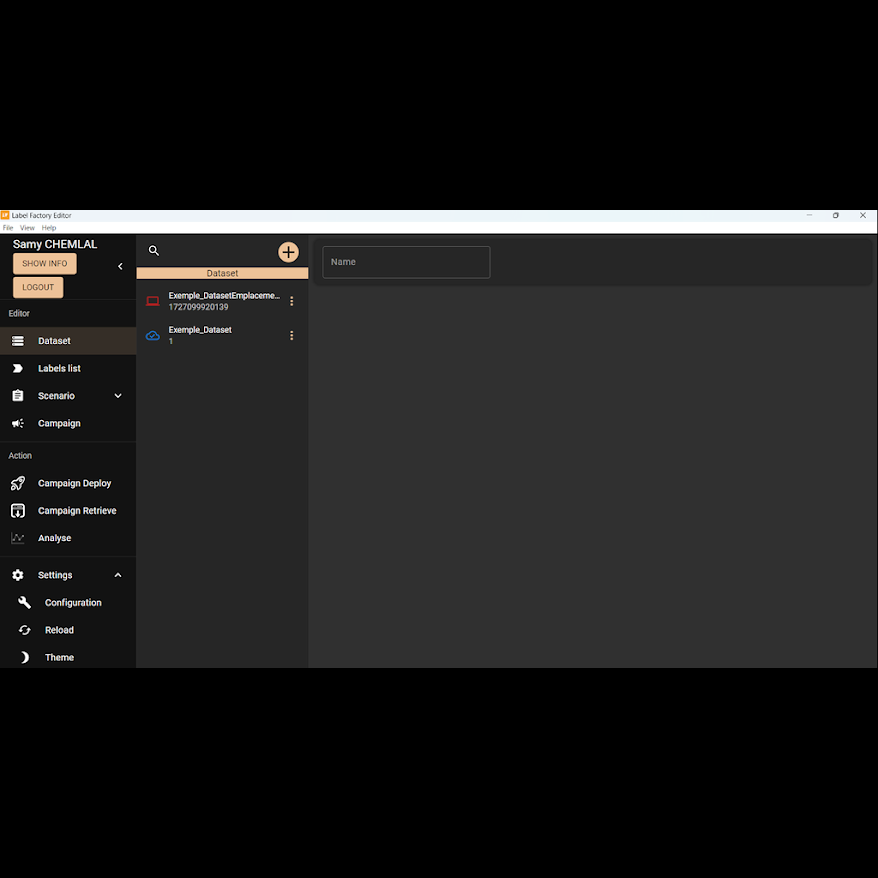 Label Factory Editor
File View Help
Samy CHEMLAL
SHOW INFO
LOGOUT
Editor
Dataset
Labels list
Scenario
Campaign
Action
Campaign Deploy
Campaign Retrieve
Analyse
Settings
Configuration
Reload
Theme
Dataset
Exemple_DatasetEmplaceme...
1727099920139
Exemple_Dataset
1
Name